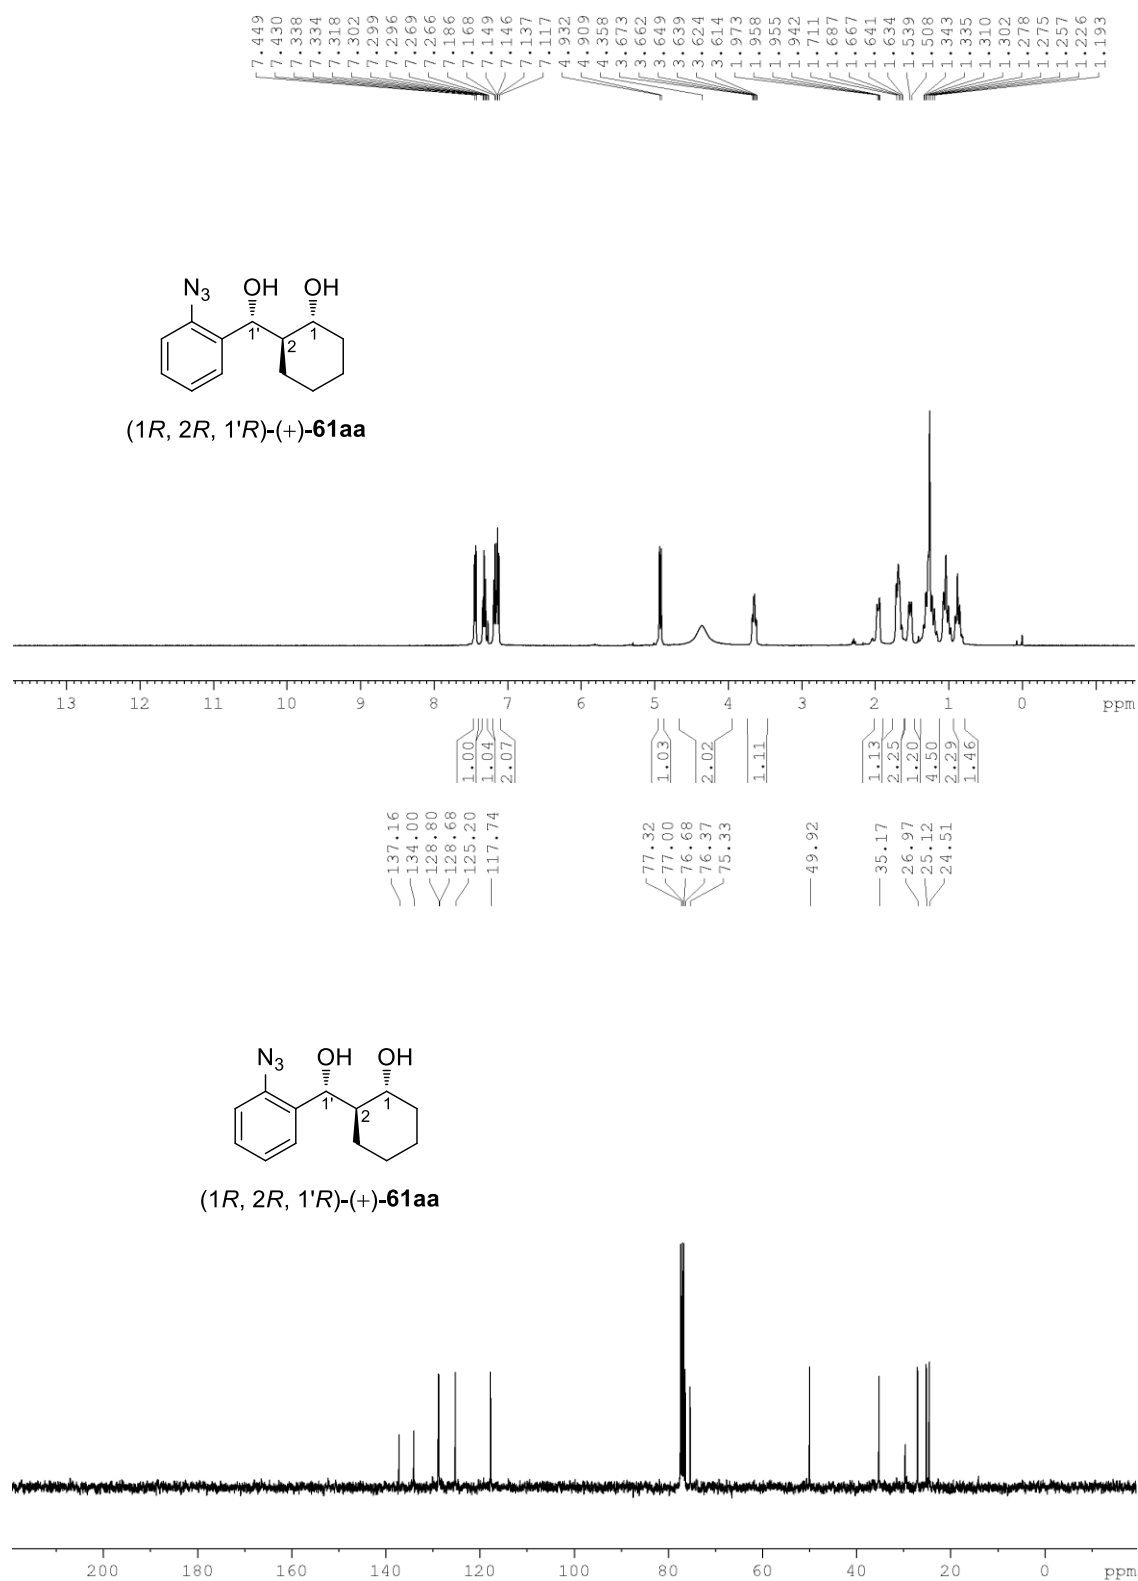 7.449 7.430 7.338 7.334 7.318 7.302 7.299 7.296 7.269 7.266 7.186 7.168 7.149 7.146 7.137 7.117 4.932 4.909 4.358 3.673 3.662 3.649 3.639 3.624 3.614 1.973 1.958 1.955 1.942 1.711 1.687 1.667 1.641 1.634 1.539 1.508 1.343 1.335 1.310 1.302 1.278 1.275 1.257 1.226 1.193
N3 OH OH
1' 2 1
(1R, 2R, 1'R)-(+)-61aa
13 12 11 10 9 8 7 6 5 4 3 2 1 0 ppm
1.00 1.04 2.07 1.03 2.02 1.11 1.13 2.25 1.20 4.50 2.29 1.46
137.16 134.00 128.80 128.68 125.20 117.74 77.32 77.00 76.68 76.37 75.33 49.92 35.17 26.97 25.12 24.51
N3 OH OH
1' 2 1
(1R, 2R, 1'R)-(+)-61aa
200 180 160 140 120 100 80 60 40 20 0 ppm